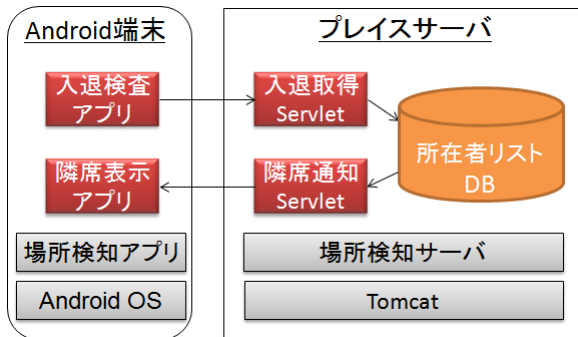 Android端末
プレイスサーバ
入退検査
アプリ
入退取得
Servlet
所在者リスト
DB
隣席表示
アプリ
隣席通知
Servlet
場所検知アプリ
場所検知サーバ
Android OS
Tomcat